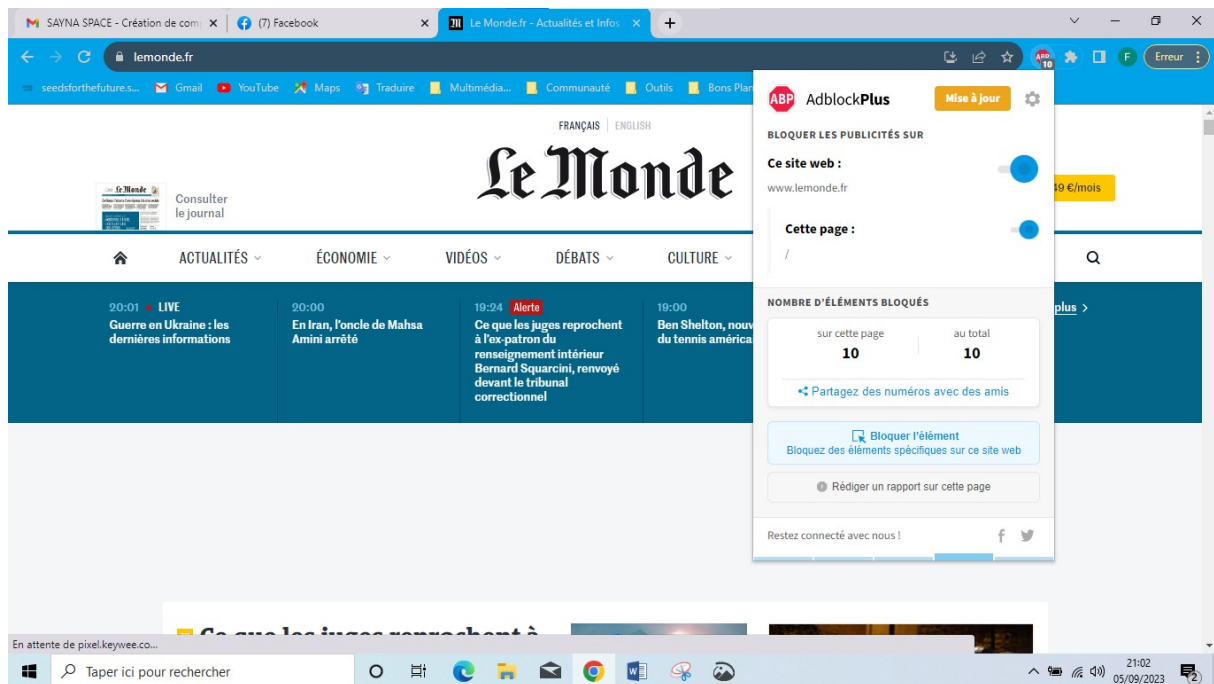 SAYNA SPACE - Création de com
(7) Facebook
Le Monde.fr - Actualités et Infos
lemonde.fr
ABP
10
F
Erreur
seedsforthefuture.s...
Gmail
YouTube
Maps
Traduire
Multimédia...
Communauté
Outils
Bons Plan
ABP AdblockPlus
Mise à jour
BLOQUER LES PUBLICITÉS SUR
Ce site web :
www.lemonde.fr
Cette page :
/
NOMBRE D'ÉLÉMENTS BLOQUÉS
sur cette page
10
au total
10
Partagez des numéros avec des amis
Bloquer l'élément
Bloquez des éléments spécifiques sur ce site web
Rédiger un rapport sur cette page
Restez connecté avec nous !
FRANÇAIS
ENGLISH
Le Monde
Le Monde
Consulter
le journal
49 €/mois
ACTUALITÉS
ÉCONOMIE
VIDÉOS
DÉBATS
CULTURE
20:01 LIVE
Guerre en Ukraine : les
dernières informations
20:00
En Iran, l'oncle de Mahsa
Amini arrêté
19:24 Alerte
Ce que les juges reprochent
à l'ex-patron du
renseignement intérieur
Bernard Squarcini, renvoyé
devant le tribunal
correctionnel
19:00
Ben Shelton, nouv
du tennis américa
plus >
Ce que les juges reprochent à
En attente de pixel.keywee.co...
Taper ici pour rechercher
21:02
05/09/2023
2